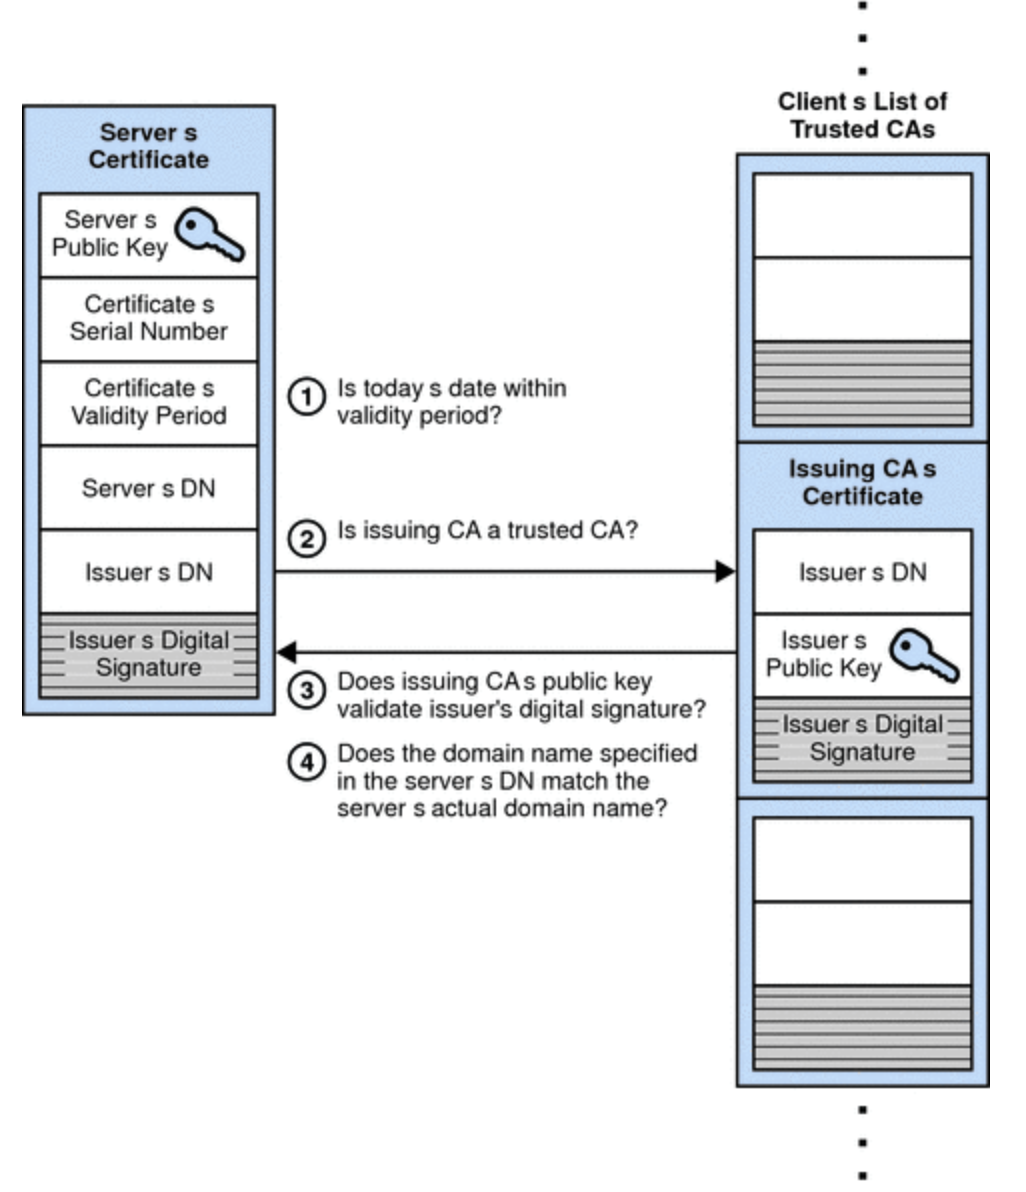 Client s List of
Trusted CAs
Server s
Certificate
Server s
Public Key
Certificate s
Serial Number
Certificate s
Validity Period
Server s DN
Issuer s DN
Issuer s Digital
Signature
1 Is today s date within
validity period?
2 Is issuing CA a trusted CA?
3 Does issuing CA s public key
validate issuer's digital signature?
4 Does the domain name specified
in the server s DN match the
server s actual domain name?
Issuing CA s
Certificate
Issuer s DN
Issuer s
Public Key
Issuer s Digital
Signature